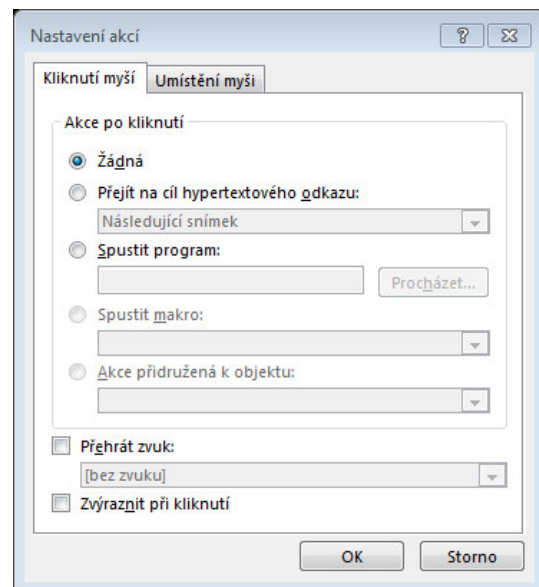 Nastavení akcí
Kliknutí myší
Umístění myši
Akce po kliknutí
Žádná
Přejít na cíl hypertextového odkazu:
Následující snímek
Spustit program:
Procházet...
Spustit makro:
Akce přidružená k objektu:
Přehrát zvuk:
[bez zvuku]
Zvýraznit při kliknutí
OK
Storno